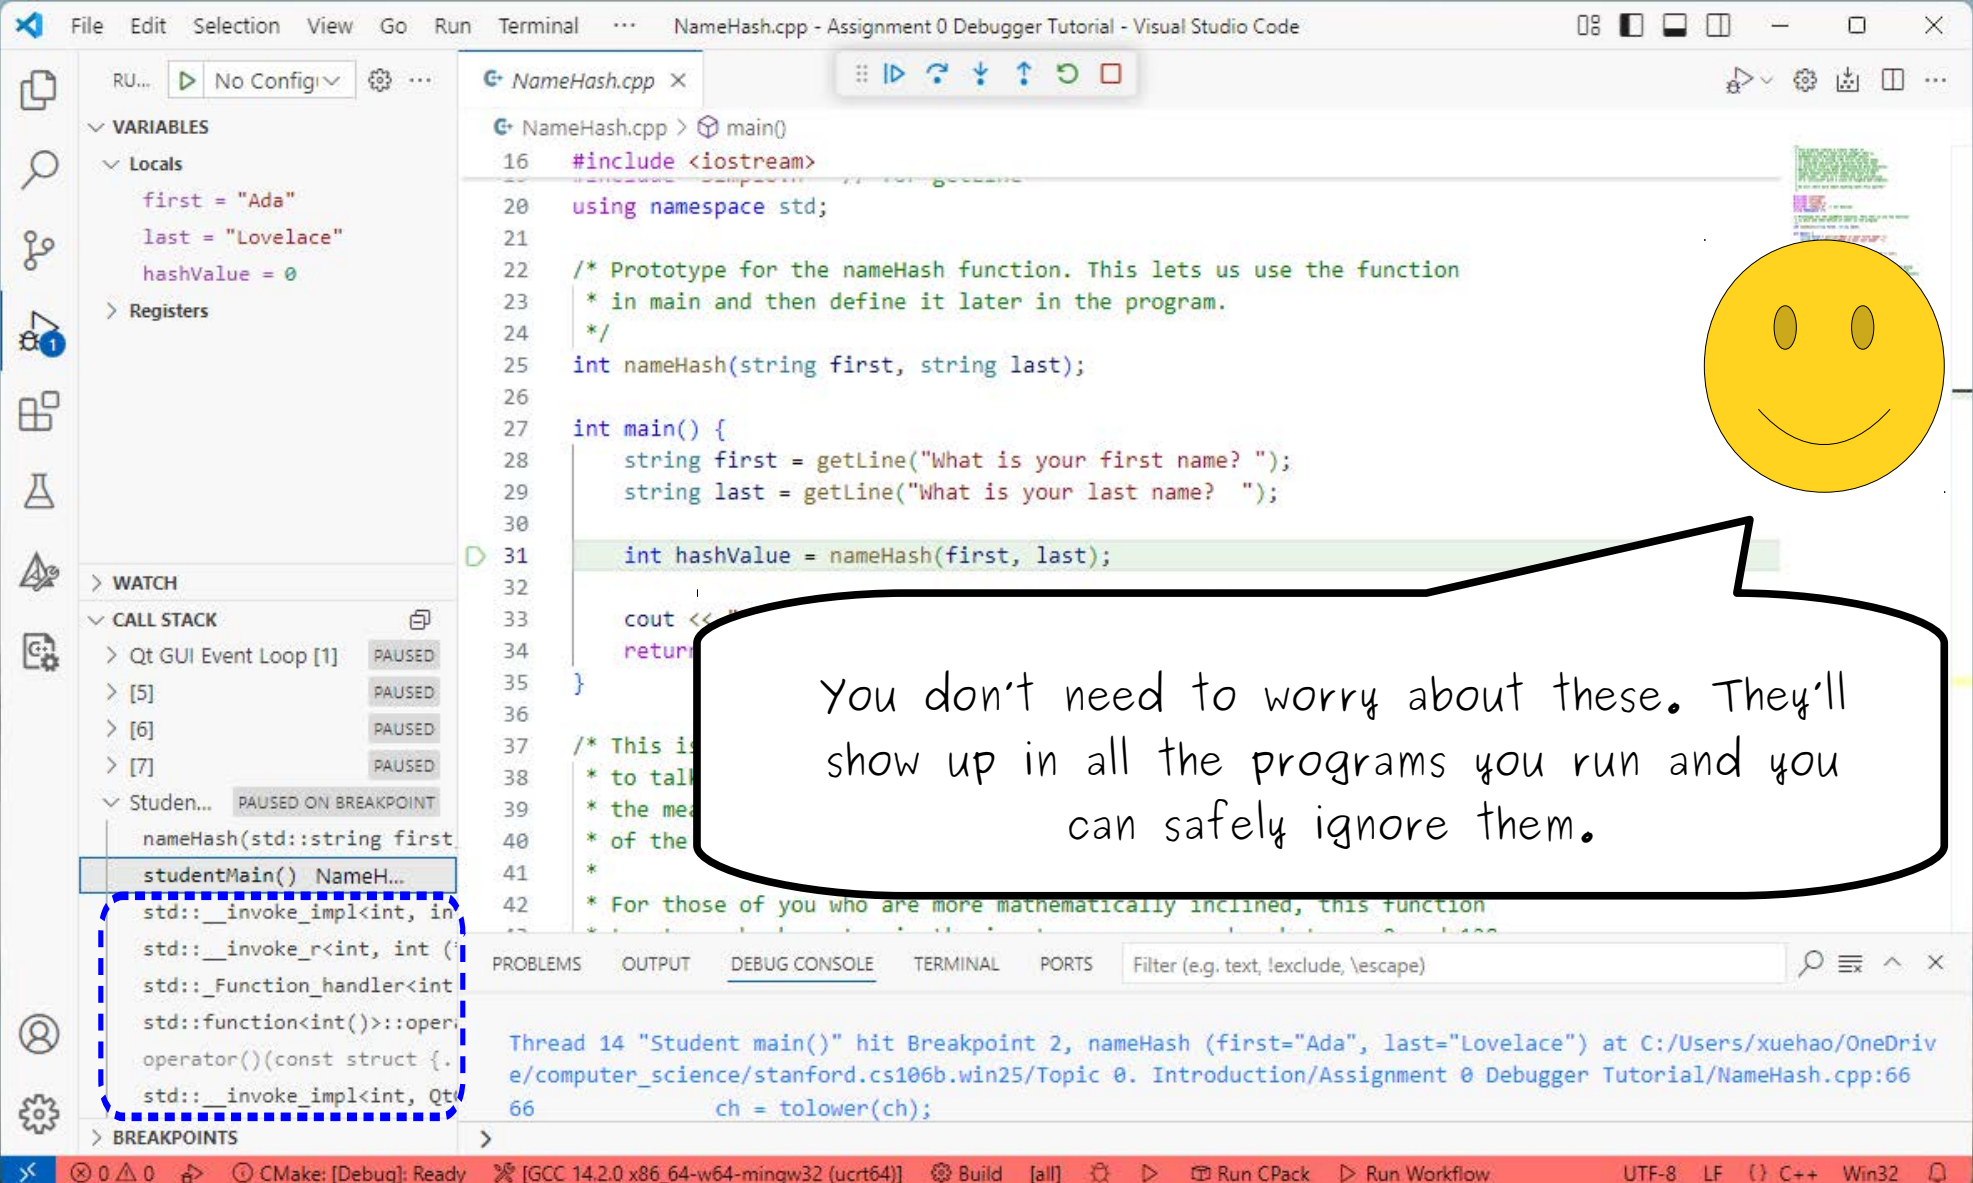 File Edit Selection View Go Run Terminal ··· NameHash.cpp - Assignment 0 Debugger Tutorial - Visual Studio Code
RU... No Config ···
NameHash.cpp
VARIABLES
Locals
first = "Ada"
last = "Lovelace"
hashValue = 0
Registers
1
WATCH
CALL STACK
Qt GUI Event Loop [1] PAUSED
[5] PAUSED
[6] PAUSED
[7] PAUSED
Studen... PAUSED ON BREAKPOINT
nameHash(std::string first
studentMain() NameH...
std::__invoke_impl<int, in
std::__invoke_r<int, int (
std::_Function_handler<int
std::function<int()>::oper
operator()(const struct {.
std::__invoke_impl<int, Qt
BREAKPOINTS
NameHash.cpp > main()
16 #include <iostream>
20 using namespace std;
21
22 /* Prototype for the nameHash function. This lets us use the function
23 * in main and then define it later in the program.
24 */
25 int nameHash(string first, string last);
26
27 int main() {
28 string first = getLine("What is your first name? ");
29 string last = getLine("What is your last name?  ");
30
31 int hashValue = nameHash(first, last);
32
33 cout << "
34 return
35 }
36
37 /* This is
38 * to talk
39 * the mea
40 * of the
41 *
42 * For those of you who are more mathematically inclined, this function
You don't need to worry about these. They'll
show up in all the programs you run and you
can safely ignore them.
PROBLEMS OUTPUT DEBUG CONSOLE TERMINAL PORTS Filter (e.g. text, !exclude, \escape)
Thread 14 "Student main()" hit Breakpoint 2, nameHash (first="Ada", last="Lovelace") at C:/Users/xuehao/OneDriv
e/computer_science/stanford.cs106b.win25/Topic 0. Introduction/Assignment 0 Debugger Tutorial/NameHash.cpp:66
66 ch = tolower(ch);
>
0 0 CMake: [Debug]: Ready [GCC 14.2.0 x86_64-w64-mingw32 (ucrt64)] Build [all] Run CPack Run Workflow UTF-8 LF {} C++ Win32